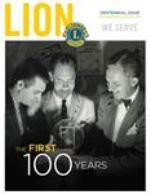 LION
CENTENNIAL ISSUE
WE SERVE
THE FIRST
100 YEARS